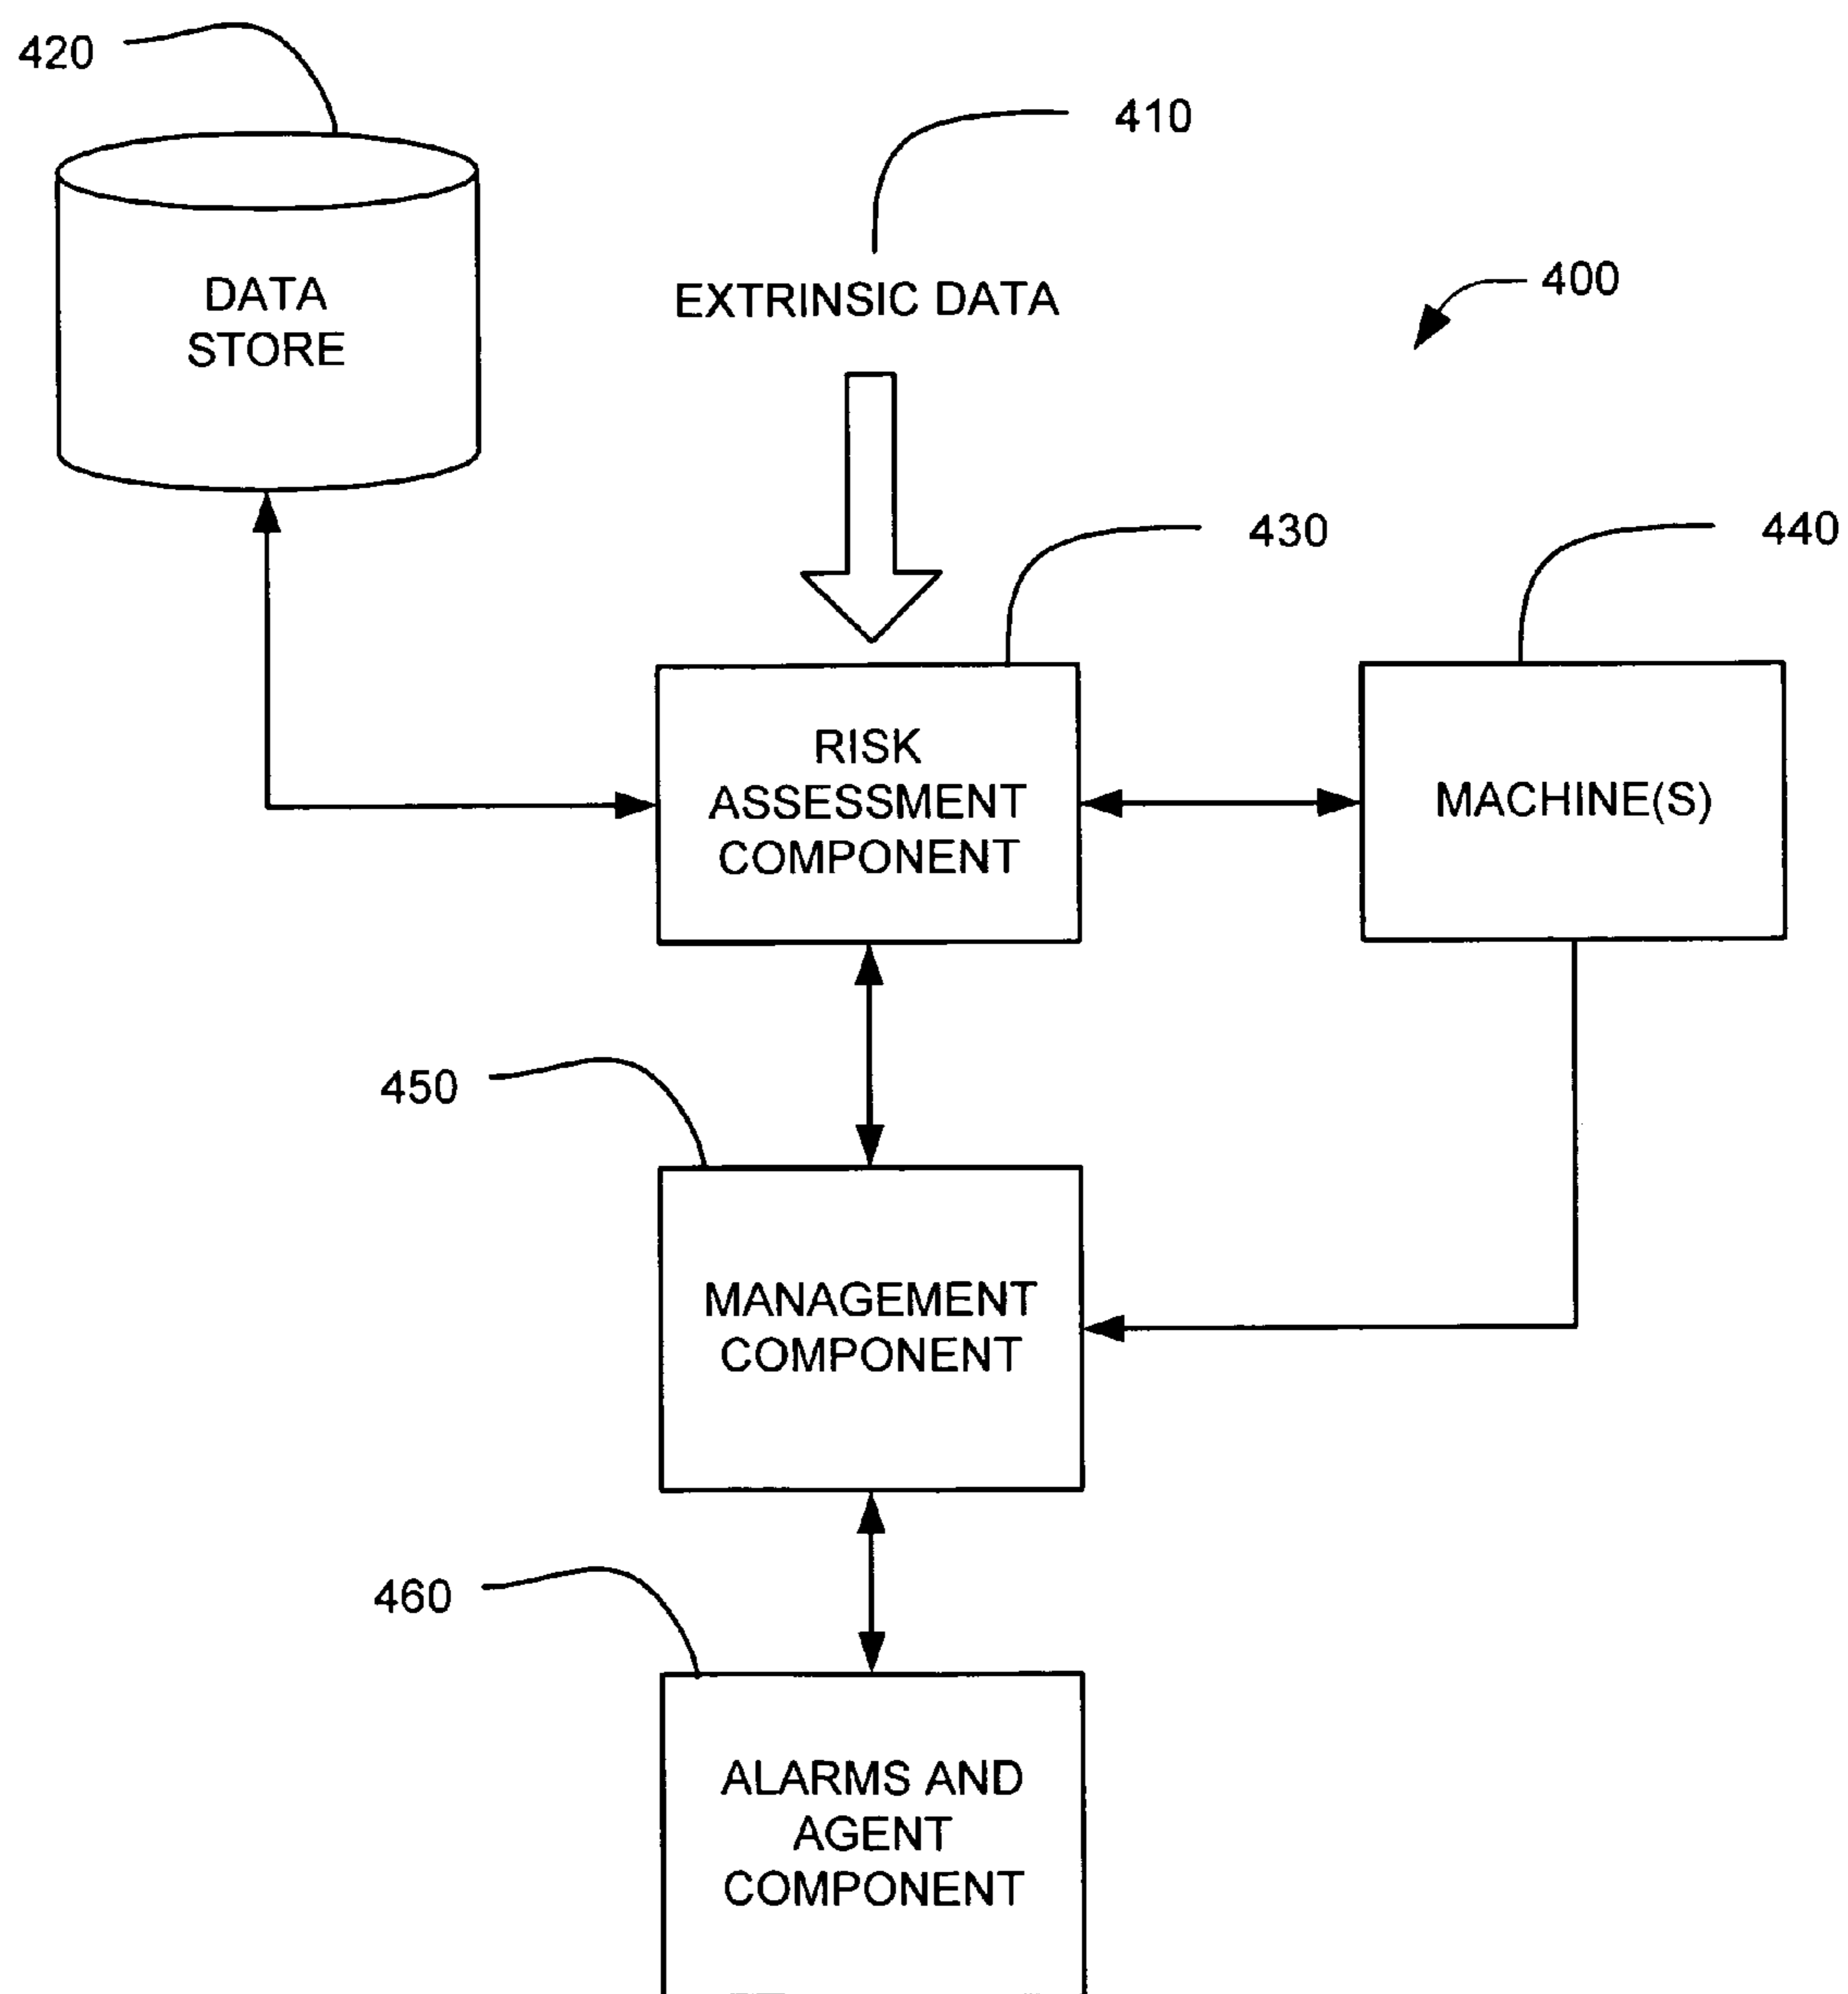 420
410
DATA
STORE
EXTRINSIC DATA
400
430
440
RISK
ASSESSMENT
COMPONENT
MACHINE(S)
450
MANAGEMENT
COMPONENT
460
ALARMS AND
AGENT
COMPONENT